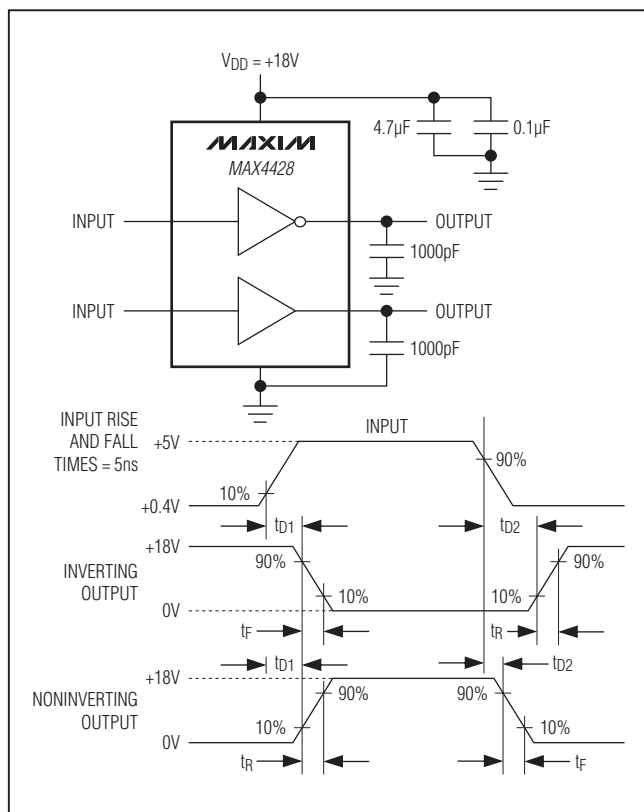 VDD = +18V
4.7µF
0.1µF
MAXIM
MAX4428
INPUT
OUTPUT
1000pF
INPUT
OUTPUT
1000pF
INPUT RISE
AND FALL
TIMES = 5ns
+5V
INPUT
90%
10%
+0.4V
tD1
tD2
+18V
90%
90%
INVERTING
OUTPUT
10%
10%
0V
tF
tR
tD1
tD2
+18V
90%
90%
NONINVERTING
OUTPUT
10%
10%
0V
tR
tF